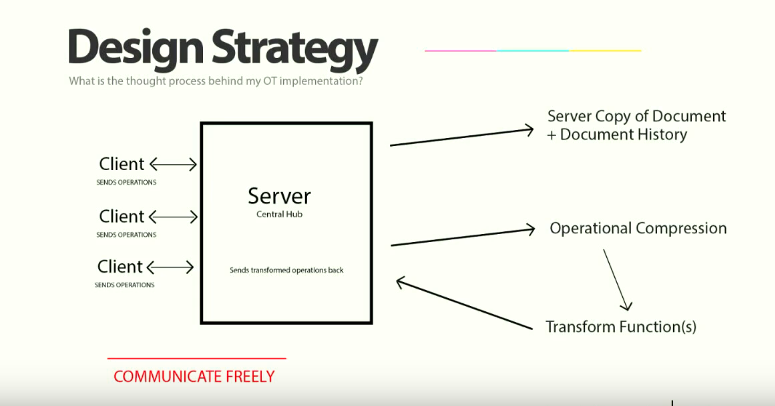 Design Strategy
What is the thought process behind my OT implementation?
Client
SENDS OPERATIONS
Client
SENDS OPERATIONS
Client
SENDS OPERATIONS
Server
Central Hub
Sends transformed operations back
Server Copy of Document
+ Document History
Operational Compression
Transform Function(s)
COMMUNICATE FREELY